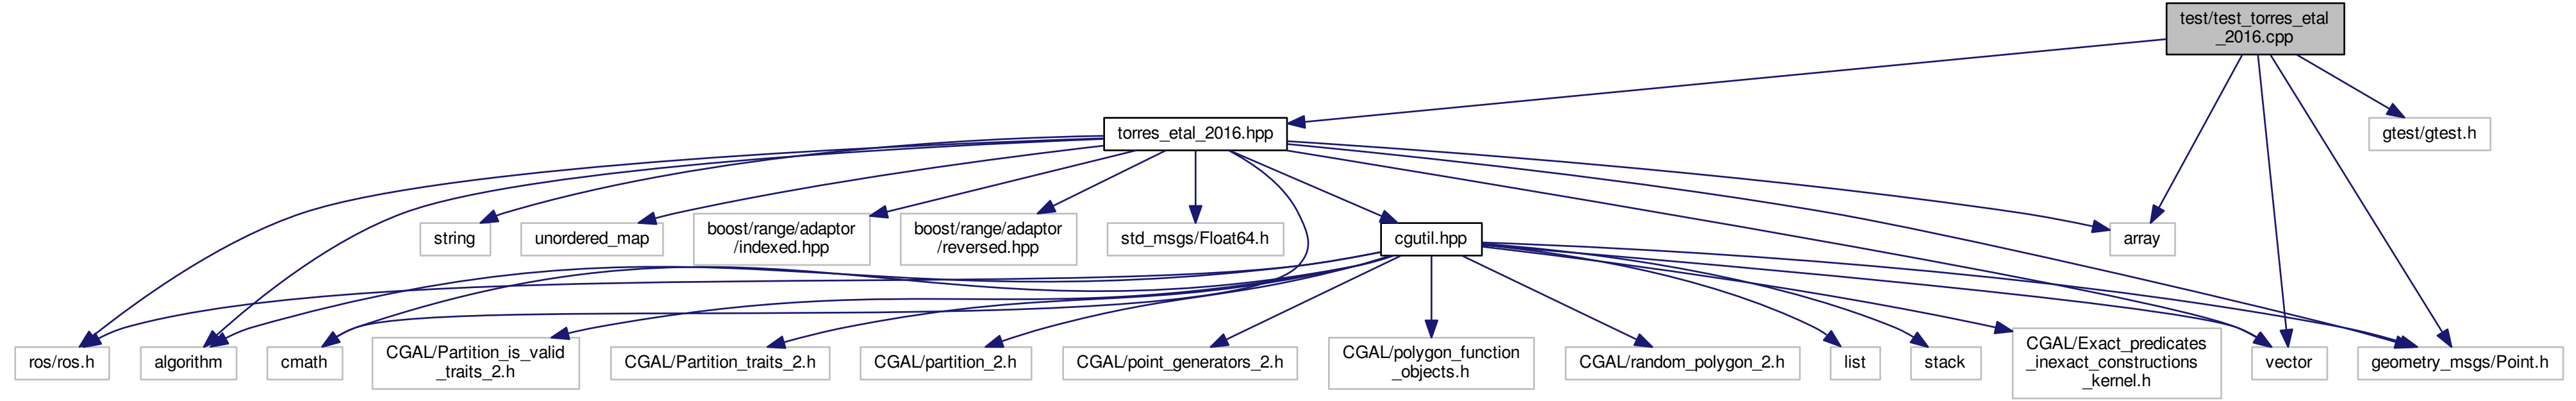 test/test_torres_etal
_2016.cpp
torres_etal_2016.hpp
gtest/gtest.h
string
unordered_map
boost/range/adaptor
/indexed.hpp
boost/range/adaptor
/reversed.hpp
std_msgs/Float64.h
cgutil.hpp
array
ros/ros.h
algorithm
cmath
CGAL/Partition_is_valid
_traits_2.h
CGAL/Partition_traits_2.h
CGAL/partition_2.h
CGAL/point_generators_2.h
CGAL/polygon_function
_objects.h
CGAL/random_polygon_2.h
list
stack
CGAL/Exact_predicates
_inexact_constructions
_kernel.h
vector
geometry_msgs/Point.h